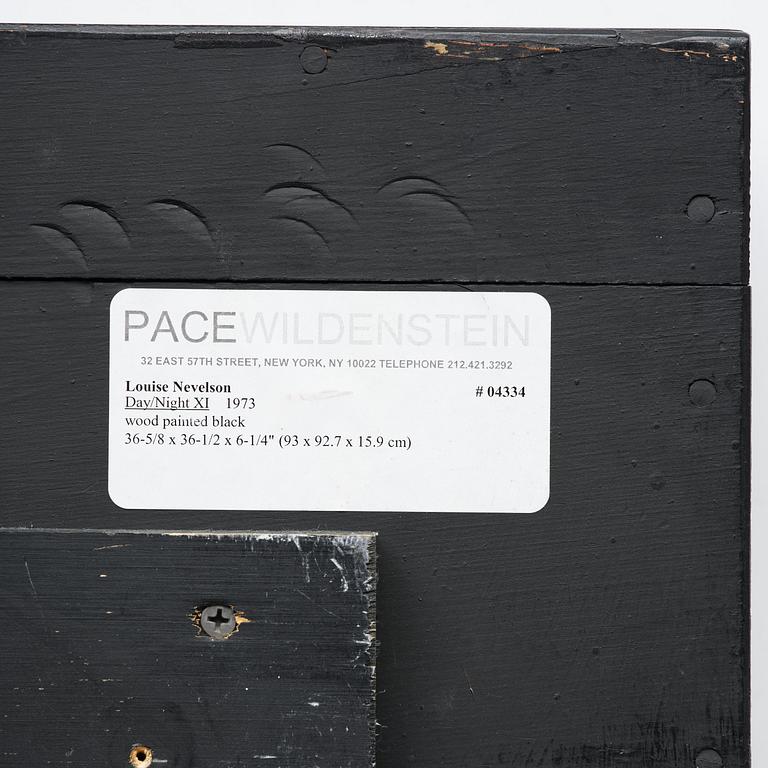 PACEWILDENSTEIN
32 EAST 57TH STREET, NEW YORK, NY 10022 TELEPHONE 212.421.3292
Louise Nevelson # 04334
Day/Night XI 1973
wood painted black
36-5/8 x 36-1/2 x 6-1/4" (93 x 92.7 x 15.9 cm)